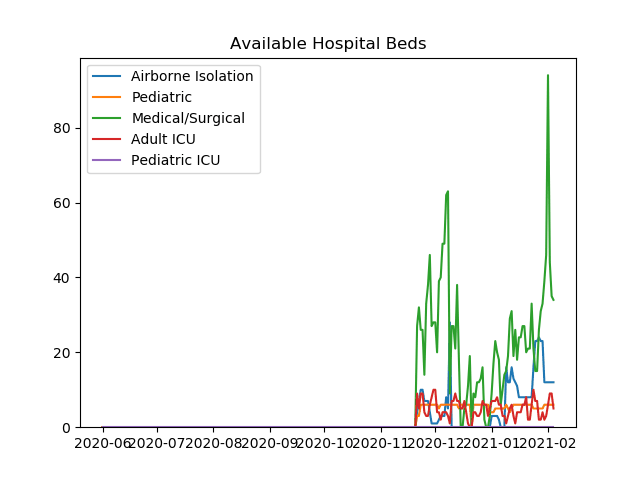 Available Hospital Beds
Airborne Isolation
Pediatric
Medical/Surgical
Adult ICU
Pediatric ICU
80
60
40
20
0
2020-06 2020-07 2020-08 2020-09 2020-10 2020-11 2020-12 2021-01 2021-02